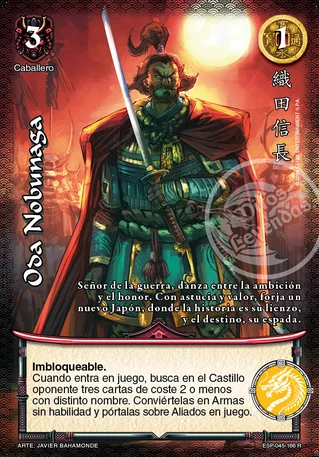 3
1
Caballero
織田信長
Oda Nobunaga
Señor de la guerra, danza entre la ambición
y el honor. Con astucia y valor, forja un
nuevo Japón, donde la historia es su lienzo,
y el destino, su espada.
Imbloqueable.
Cuando entra en juego, busca en el Castillo
oponente tres cartas de coste 2 o menos
con distinto nombre. Conviértelas en Armas
sin habilidad y pórtalas sobre Aliados en juego.
ARTE: JAVIER BAHAMONDE
ESP-045-166 R